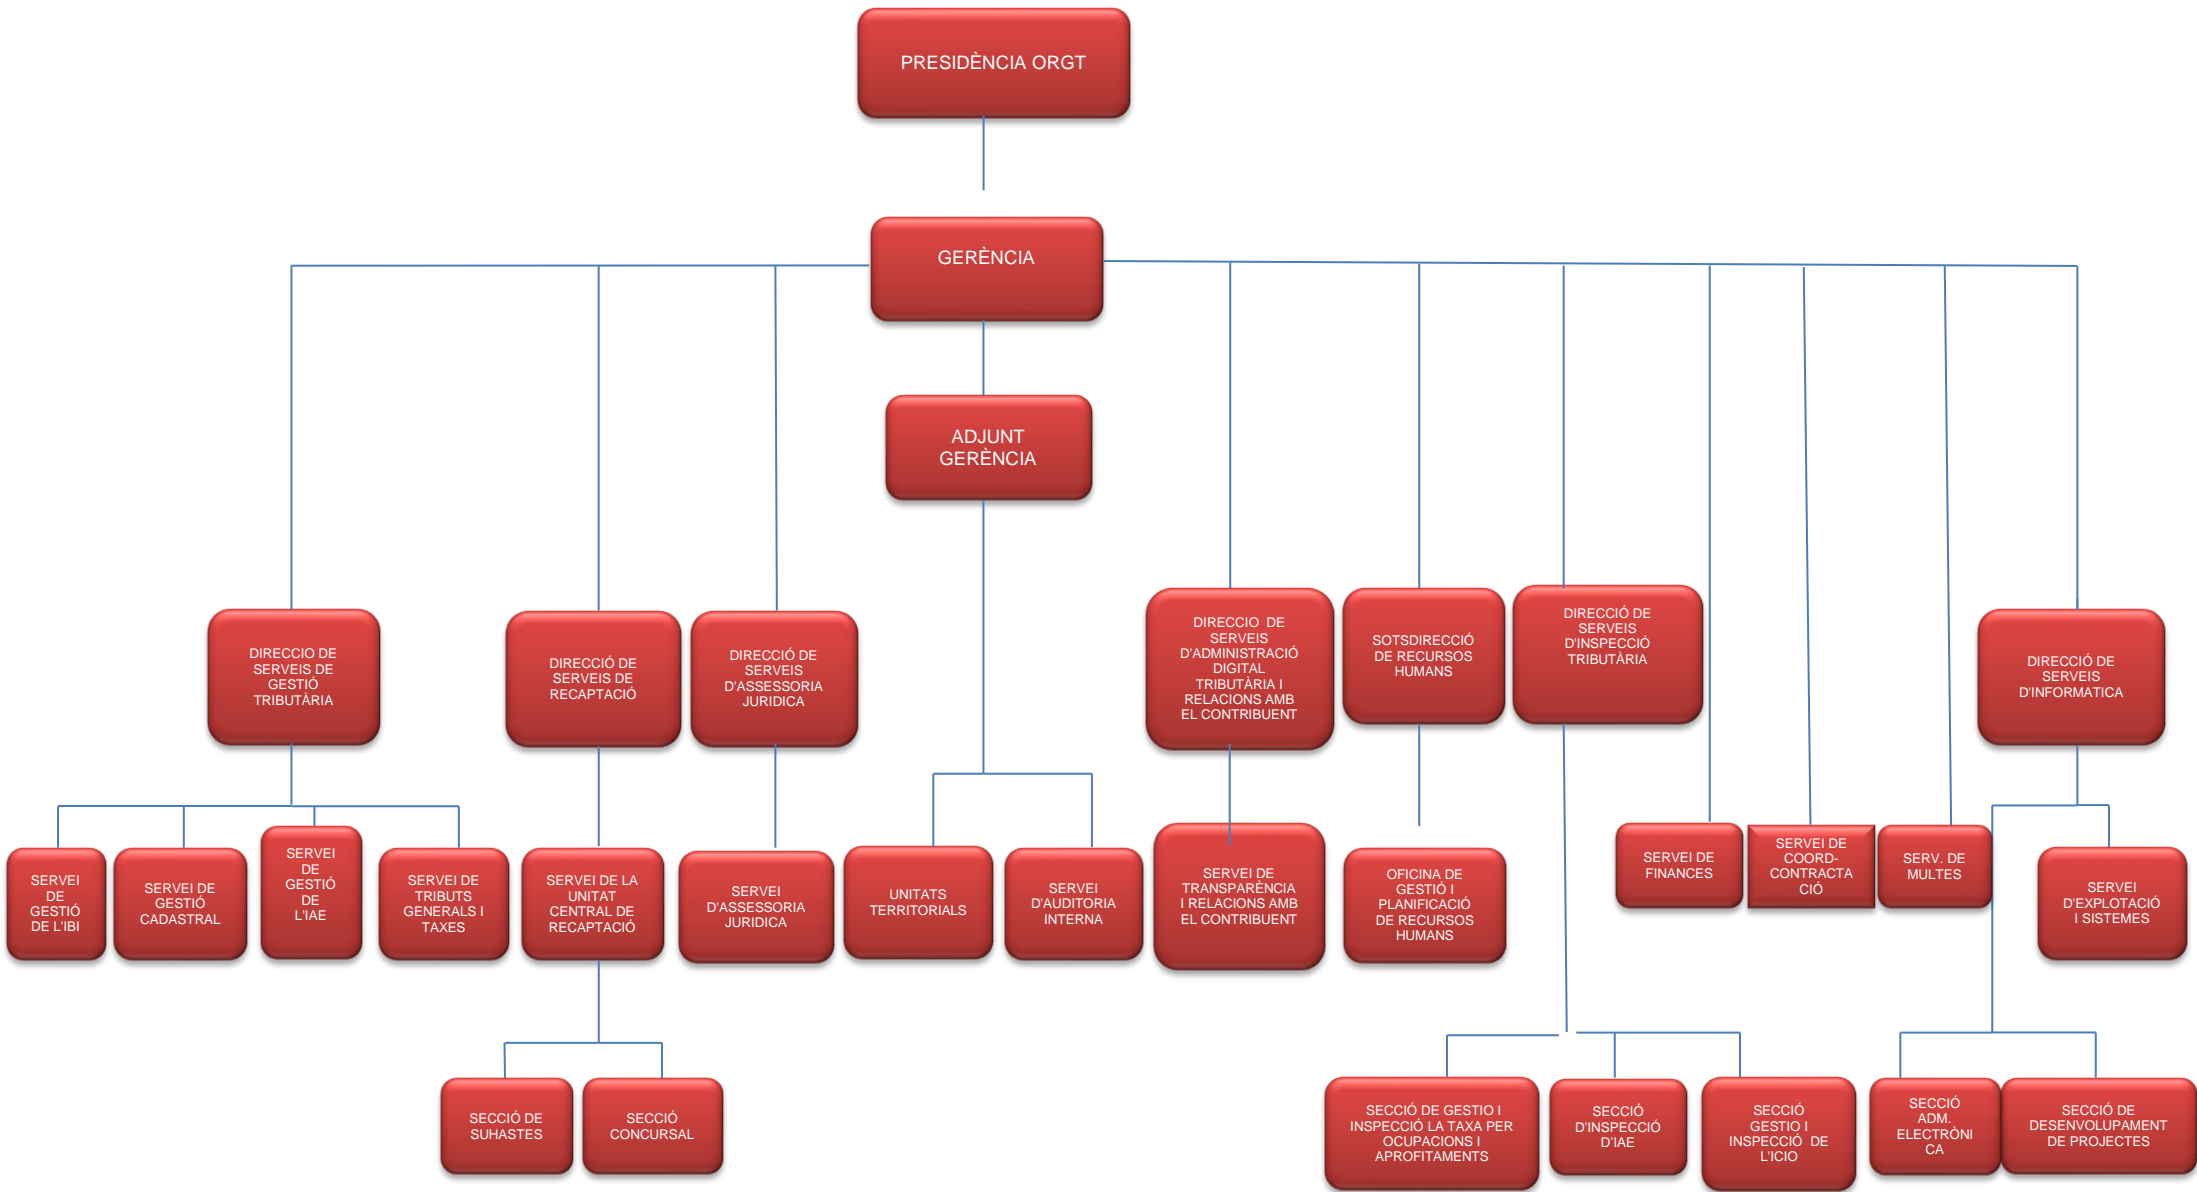 PRESIDÈNCIA ORGT
GERÈNCIA
ADJUNT
GERÈNCIA
DIRECCIO DE
SERVEIS DE
GESTIÓ
TRIBUTÀRIA
DIRECCIÓ DE
SERVEIS DE
RECAPTACIÓ
DIRECCIÓ DE
SERVEIS
D'ASSESSORIA
JURIDICA
DIRECCIO  DE
SERVEIS
D'ADMINISTRACIÓ
DIGITAL
TRIBUTÀRIA I
RELACIONS AMB
EL CONTRIBUENT
SOTSDIRECCIÓ
DE RECURSOS
HUMANS
DIRECCIÓ DE
SERVEIS
D'INSPECCIÓ
TRIBUTÀRIA
DIRECCIÓ DE
SERVEIS
D'INFORMATICA
SERVEI
DE
GESTIÓ
DE L'IBI
SERVEI DE
GESTIÓ
CADASTRAL
SERVEI
DE
GESTIÓ
DE
L'IAE
SERVEI DE
TRIBUTS
GENERALS I
TAXES
SERVEI DE LA
UNITAT
CENTRAL DE
RECAPTACIÓ
SERVEI
D'ASSESSORIA
JURIDICA
UNITATS
TERRITORIALS
SERVEI
D'AUDITORIA
INTERNA
SERVEI DE
TRANSPARÈNCIA
I RELACIONS AMB
EL CONTRIBUENT
OFICINA DE
GESTIÓ I
PLANIFICACIÓ
DE RECURSOS
HUMANS
SERVEI DE
FINANCES
SERVEI DE
COORD-
CONTRACTA
CIÓ
SERV. DE
MULTES
SERVEI
D'EXPLOTACIÓ
I SISTEMES
SECCIÓ DE
SUHASTES
SECCIÓ
CONCURSAL
SECCIÓ DE GESTIO I
INSPECCIÓ LA TAXA PER
OCUPACIONS I
APROFITAMENTS
SECCIÓ
D'INSPECCIÓ
D'IAE
SECCIÓ
GESTIO I
INSPECCIÓ  DE
L'ICIO
SECCIÓ
ADM.
ELECTRÒNI
CA
SECCIÓ DE
DESENVOLUPAMENT
DE PROJECTES